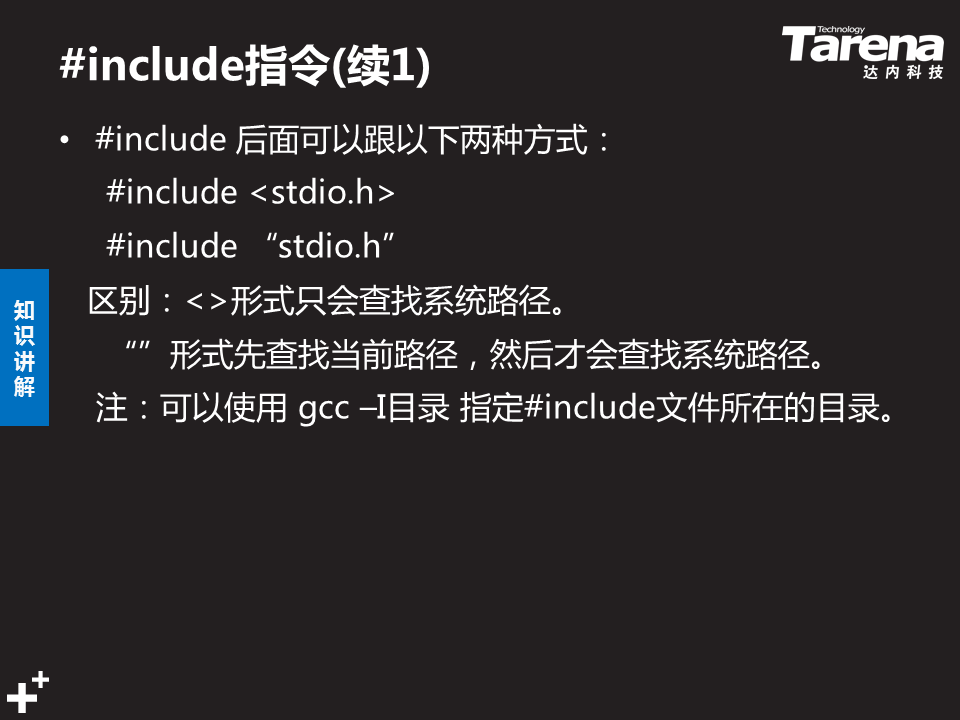 #include指令(续1)
Technology
Tarena
达内科技
• #include 后面可以跟以下两种方式：
#include <stdio.h>
#include “stdio.h”
区别：<>形式只会查找系统路径。
“”形式先查找当前路径，然后才会查找系统路径。
注：可以使用 gcc –I目录 指定#include文件所在的目录。
知
识
讲
解